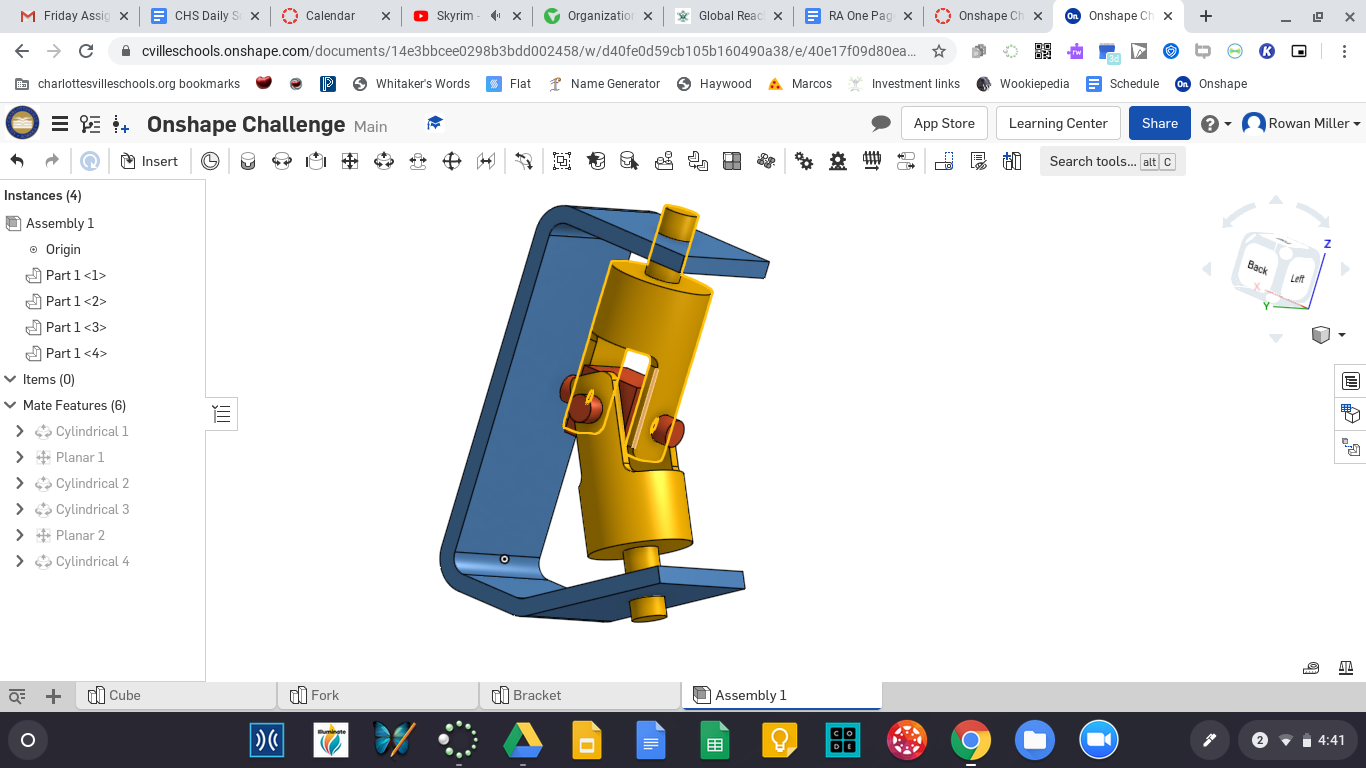 Friday Assig
CHS Daily S
Calendar
Skyrim -
Organization
Global Reac
RA One Pag
Onshape Ch
On Onshape Ch
cvilleschools.onshape.com/documents/14e3bbcee0298b3bdd002458/w/d40fe0d59cb105b160490a38/e/40e17f09d80ea...
rw
3d
K
charlottesvilleschools.org bookmarks
P
Whitaker's Words
Flat
Name Generator
Haywood
Marcos
Investment links
Wookiepedia
Schedule
On Onshape
Onshape Challenge Main
App Store
Learning Center
Share
Rowan Miller
Insert
Search tools... alt C
Instances (4)
Assembly 1
Origin
Part 1 <1>
Part 1 <2>
Part 1 <3>
Part 1 <4>
Items (0)
Mate Features (6)
Cylindrical 1
Planar 1
Cylindrical 2
Cylindrical 3
Planar 2
Cylindrical 4
Z
Back
Left
X
Y
Cube
Fork
Bracket
Assembly 1
illuminate
C O
D E
2
4:41